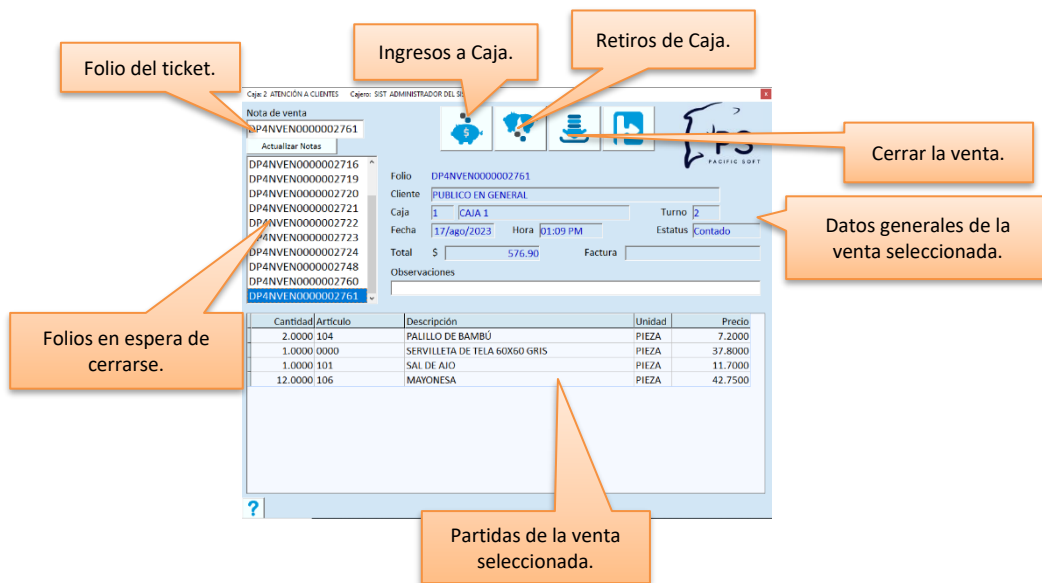 Ingresos a Caja.
Retiros de Caja.
Folio del ticket.
Caja: 2 ATENCIÓN A CLIENTES Cajero: SIST ADMINISTRADOR DEL
x
Nota de venta
DP4NVEN0000002761
Actualizar Notas
PS
PACIFIC SOFT
Cerrar la venta.
DP4NVEN0000002716
DP4NVEN0000002719
DP4NVEN0000002720
DP4NVEN0000002721
DP4NVEN0000002722
DP4NVEN0000002723
DP4NVEN0000002724
DP4NVEN0000002748
DP4NVEN0000002760
DP4NVEN0000002761
Folio DP4NVEN0000002761
Cliente PUBLICO EN GENERAL
Caja 1 CAJA 1 Turno 2
Fecha 17/ago/2023 Hora 01:09 PM Estatus Contado
Total $ 576.90 Factura
Observaciones
Datos generales de la
venta seleccionada.
Folios en espera de
cerrarse.
Cantidad Artículo Descripción Unidad Precio
2.0000 104 PALILLO DE BAMBÚ PIEZA 7.2000
1.0000 0000 SERVILLETA DE TELA 60X60 GRIS PIEZA 37.8000
1.0000 101 SAL DE AJO PIEZA 11.7000
12.0000 106 MAYONESA PIEZA 42.7500
?
Partidas de la venta
seleccionada.